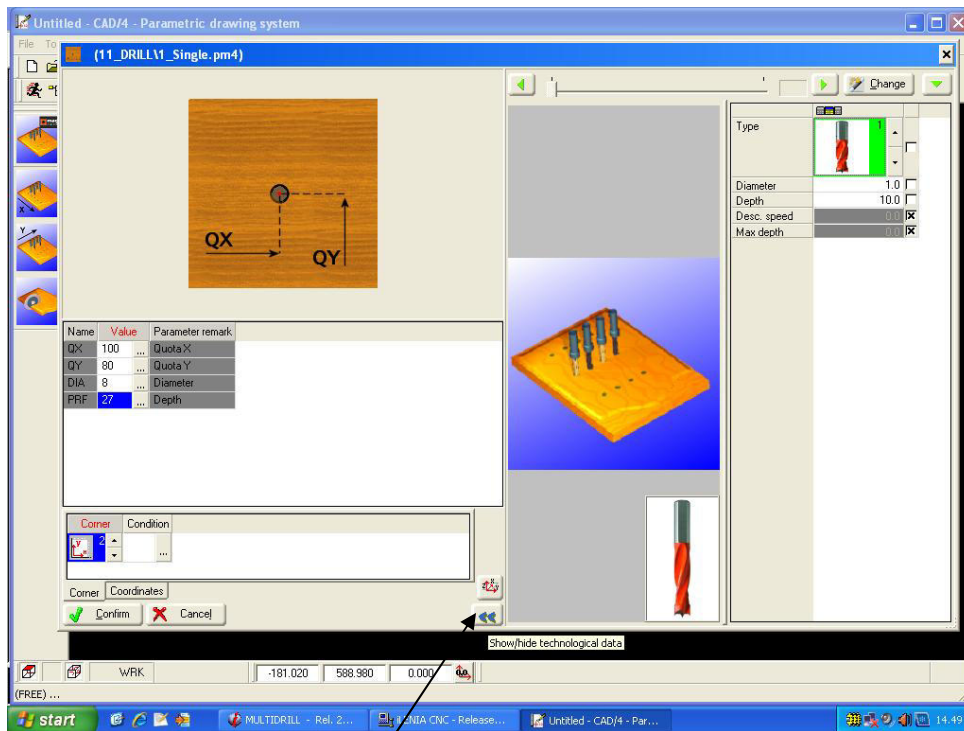 Untitled - CAD/4 - Parametric drawing system
File To
(11_DRILL\1_Single.pm4)
Change
QX
QY
Type
1
Diameter 1.0
Depth 10.0
Desc. speed 0.0
Max depth 0.0
Name Value Parameter remark
QX 100 ... Quota X
QY 80 ... Quota Y
DIA 8 ... Diameter
PRF 27 ... Depth
Corner Condition
2 ...
Corner Coordinates
Confirm Cancel
Show/hide technological data
WRK -181.020 588.980 0.000
(FREE) ...
start MULTIDRILL - Rel. 2... XENIA CNC - Release... Untitled - CAD/4 - Par... 14.49